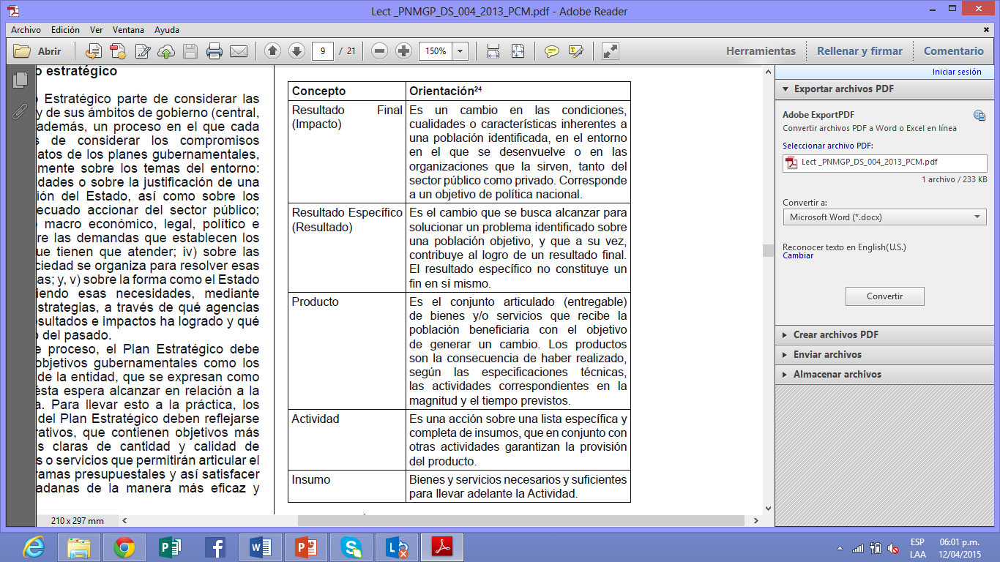 Lect _PNMGP_DS_004_2013_PCM.pdf - Adobe Reader
Archivo Edición Ver Ventana Ayuda
Abrir
9 / 21
150%
Herramientas
Rellenar y firmar
Comentario
o estratégico
o Estratégico parte de considerar las
y de sus ámbitos de gobierno (central,
además, un proceso en el que cada
s de considerar los compromisos
atos de los planes gubernamentales,
mente sobre los temas del entorno:
idades o sobre la justificación de una
ión del Estado, así como sobre los
ecuado accionar del sector público;
o macro económico, legal, político e
re las demandas que establecen los
ue tienen que atender; iv) sobre las
ciedad se organiza para resolver esas
as; y, v) sobre la forma como el Estado
iendo esas necesidades, mediante
strategias, a través de qué agencias
esultados e impactos ha logrado y qué
o del pasado.
e proceso, el Plan Estratégico debe
objetivos gubernamentales como los
de la entidad, que se expresan como
ésta espera alcanzar en relación a la
a. Para llevar esto a la práctica, los
del Plan Estratégico deben reflejarse
rativos, que contienen objetivos más
s claras de cantidad y calidad de
s o servicios que permitirán articular el
ramas presupuestales y así satisfacer
adanas de la manera más eficaz y
Concepto
Orientación²⁴
Resultado Final
(Impacto)
Es un cambio en las condiciones,
cualidades o características inherentes a
una población identificada, en el entorno
en el que se desenvuelve o en las
organizaciones que la sirven, tanto del
sector público como privado. Corresponde
a un objetivo de política nacional.
Resultado Específico
(Resultado)
Es el cambio que se busca alcanzar para
solucionar un problema identificado sobre
una población objetivo, y que a su vez,
contribuye al logro de un resultado final.
El resultado específico no constituye un
fin en sí mismo.
Producto
Es el conjunto articulado (entregable)
de bienes y/o servicios que recibe la
población beneficiaria con el objetivo
de generar un cambio. Los productos
son la consecuencia de haber realizado,
según las especificaciones técnicas,
las actividades correspondientes en la
magnitud y el tiempo previstos.
Actividad
Es una acción sobre una lista específica y
completa de insumos, que en conjunto con
otras actividades garantizan la provisión
del producto.
Insumo
Bienes y servicios necesarios y suficientes
para llevar adelante la Actividad.
210 x 297 mm
Iniciar sesión
Exportar archivos PDF
Adobe ExportPDF
Convertir archivos PDF a Word o Excel en línea
Seleccionar archivo PDF:
Lect _PNMGP_DS_004_2013_PCM.pdf
1 archivo / 233 KB
Convertir a:
Microsoft Word (*.docx)
Reconocer texto en English(U.S.)
Cambiar
Convertir
Crear archivos PDF
Enviar archivos
Almacenar archivos
ESP
LAA
06:01 p.m.
12/04/2015